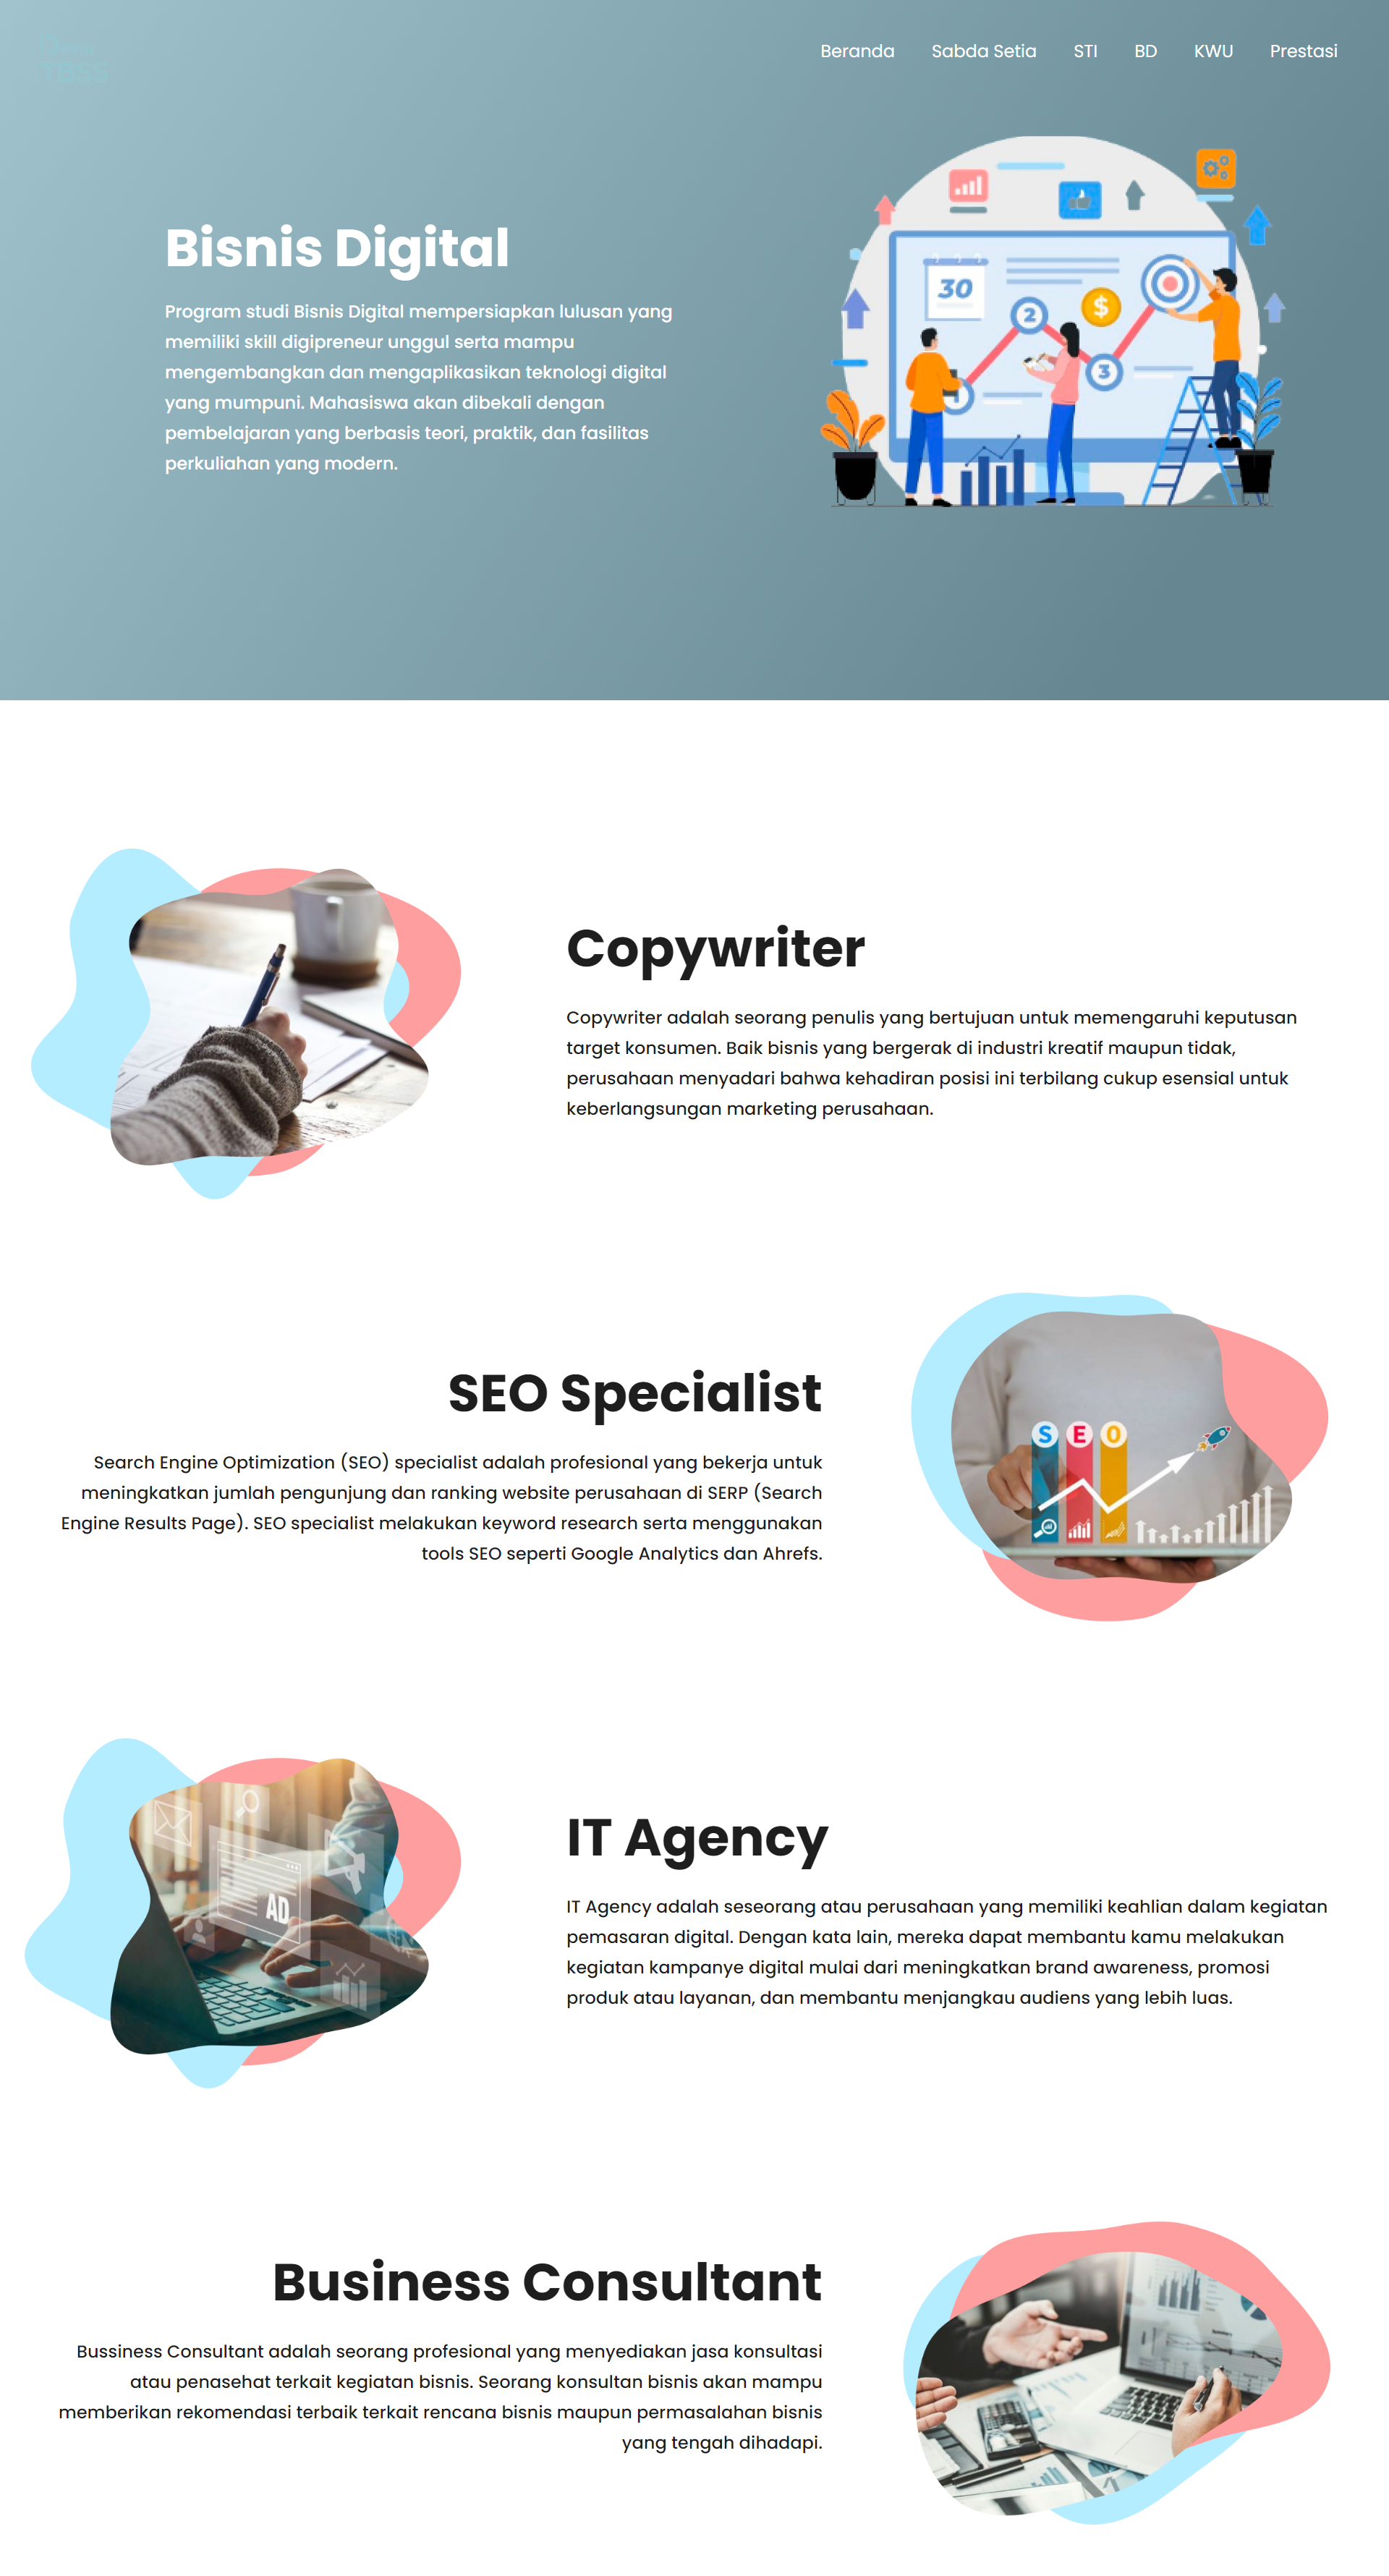 ITBSS
Beranda
Sabda Setia
STI
BD
KWU
Prestasi
Bisnis Digital
Program studi Bisnis Digital mempersiapkan lulusan yang
memiliki skill digipreneur unggul serta mampu
mengembangkan dan mengaplikasikan teknologi digital
yang mumpuni. Mahasiswa akan dibekali dengan
pembelajaran yang berbasis teori, praktik, dan fasilitas
perkuliahan yang modern.
30
2
$
3
1
Copywriter
Copywriter adalah seorang penulis yang bertujuan untuk memengaruhi keputusan
target konsumen. Baik bisnis yang bergerak di industri kreatif maupun tidak,
perusahaan menyadari bahwa kehadiran posisi ini terbilang cukup esensial untuk
keberlangsungan marketing perusahaan.
SEO Specialist
Search Engine Optimization (SEO) specialist adalah profesional yang bekerja untuk
meningkatkan jumlah pengunjung dan ranking website perusahaan di SERP (Search
Engine Results Page). SEO specialist melakukan keyword research serta menggunakan
tools SEO seperti Google Analytics dan Ahrefs.
S E O
IT Agency
IT Agency adalah seseorang atau perusahaan yang memiliki keahlian dalam kegiatan
pemasaran digital. Dengan kata lain, mereka dapat membantu kamu melakukan
kegiatan kampanye digital mulai dari meningkatkan brand awareness, promosi
produk atau layanan, dan membantu menjangkau audiens yang lebih luas.
AD
Business Consultant
Bussiness Consultant adalah seorang profesional yang menyediakan jasa konsultasi
atau penasehat terkait kegiatan bisnis. Seorang konsultan bisnis akan mampu
memberikan rekomendasi terbaik terkait rencana bisnis maupun permasalahan bisnis
yang tengah dihadapi.